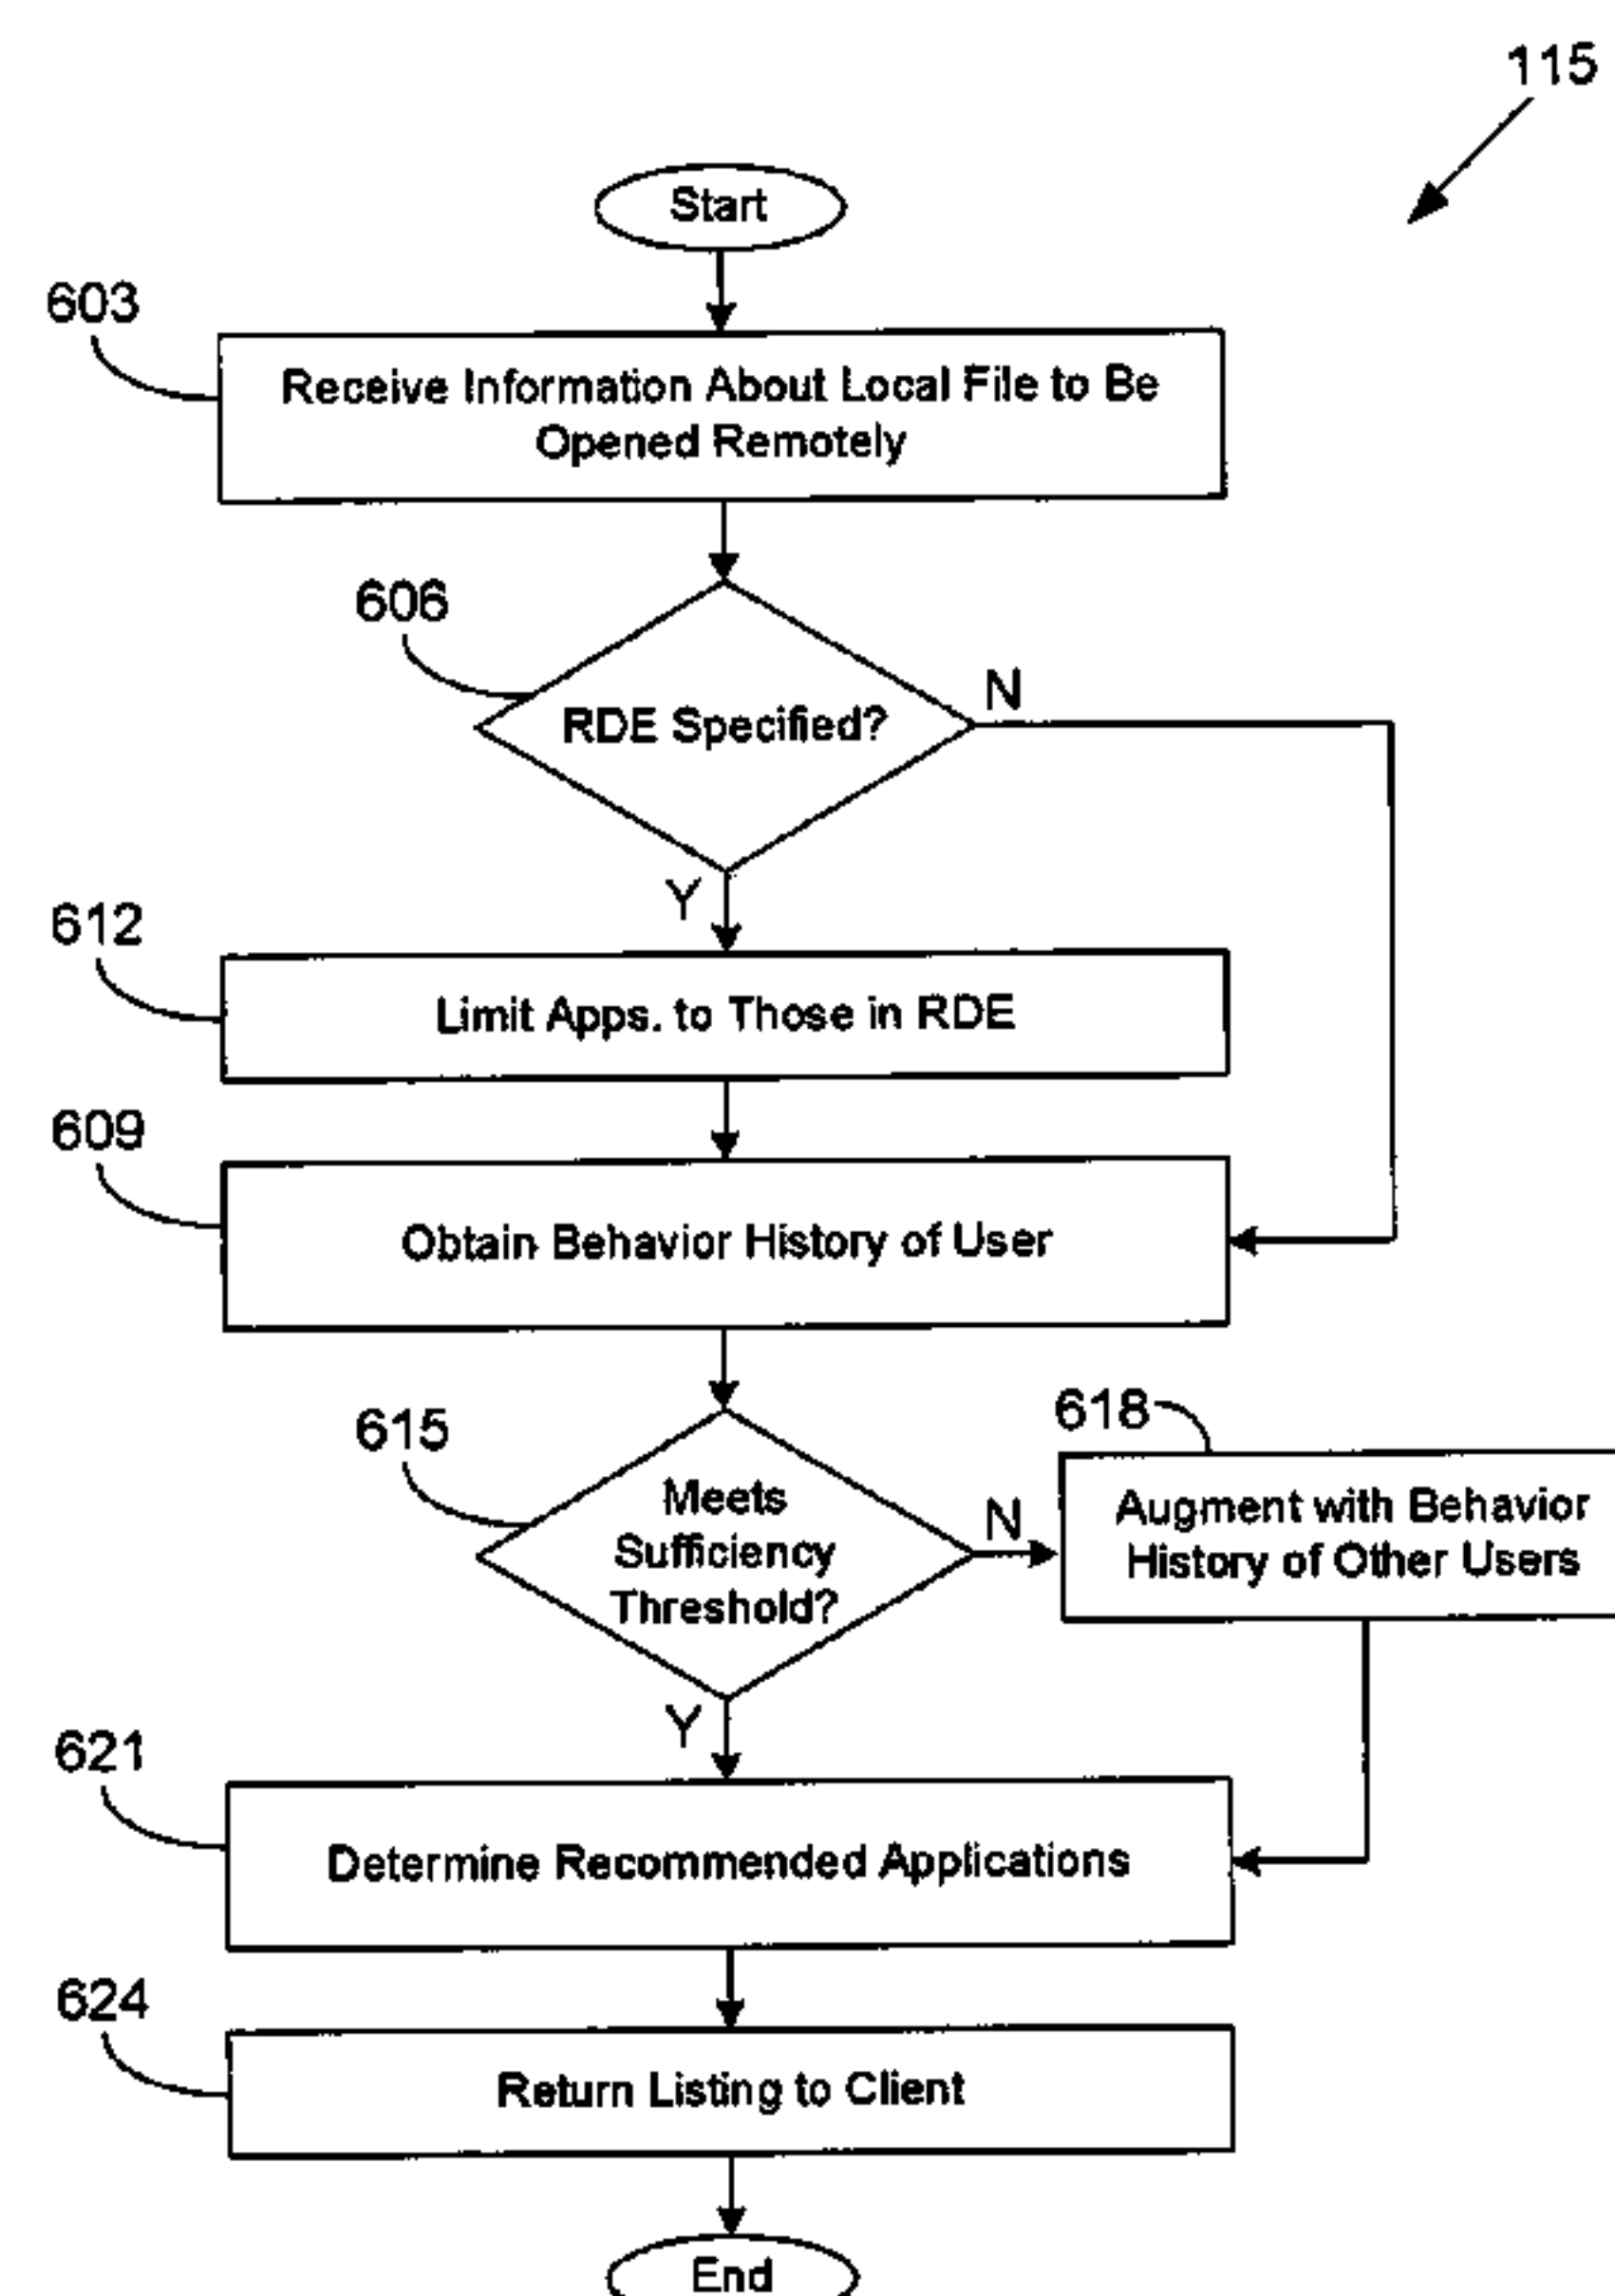 115
Start
603
Receive Information About Local File to Be
Opened Remotely
606
RDE Specified?
N
Y
612
Limit Apps. to Those in RDE
609
Obtain Behavior History of User
615
Meets
Sufficiency
Threshold?
N
618
Augment with Behavior
History of Other Users
Y
621
Determine Recommended Applications
624
Return Listing to Client
End